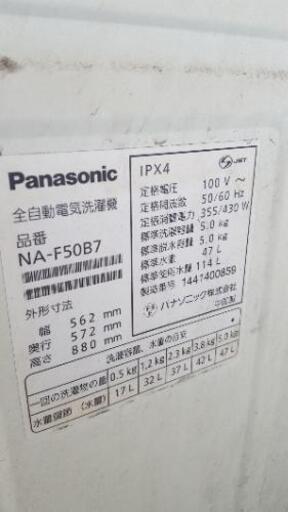 Panasonic
全自動電気洗濯機
品番
NA-F50B7
外形寸法
幅 562 mm
奥行 572 mm
高さ 880 mm
IPX4
JET
定格電圧 100 V ～
定格周波数 50/60 Hz
定格消費電力 355/430 W
標準洗濯容量 5.0 kg
標準脱水容量 5.0 kg
標準水量 47 L
標準使用水量 114 L
製造番号 1441400859
パナソニック株式会社
中国製
洗濯容量、水量の目安
一回の洗濯物の量 0.5 kg 1.2 kg 2.3 kg 3.8 kg 5.0 kg
水量 (水量) 17 L 32 L 37 L 42 L 47 L